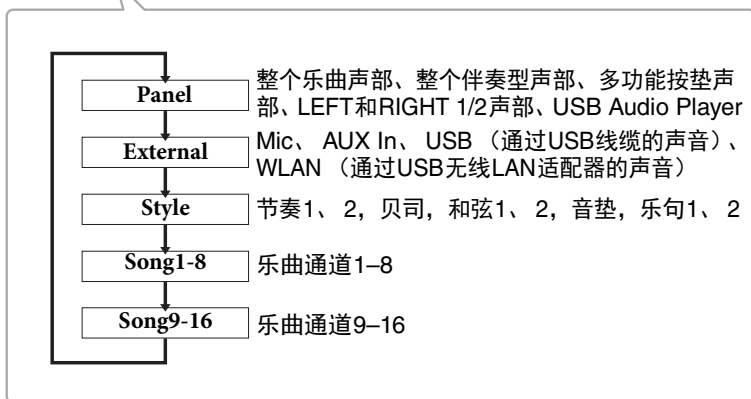 Panel
整个乐曲声部、整个伴奏型声部、多功能按垫声
部、LEFT和RIGHT 1/2声部、USB Audio Player
External
Mic、 AUX In、 USB （通过USB线缆的声音）、
WLAN （通过USB无线LAN适配器的声音）
Style
节奏1、 2，贝司，和弦1、 2，音垫，乐句1、 2
Song1-8
乐曲通道1–8
Song9-16
乐曲通道9–16